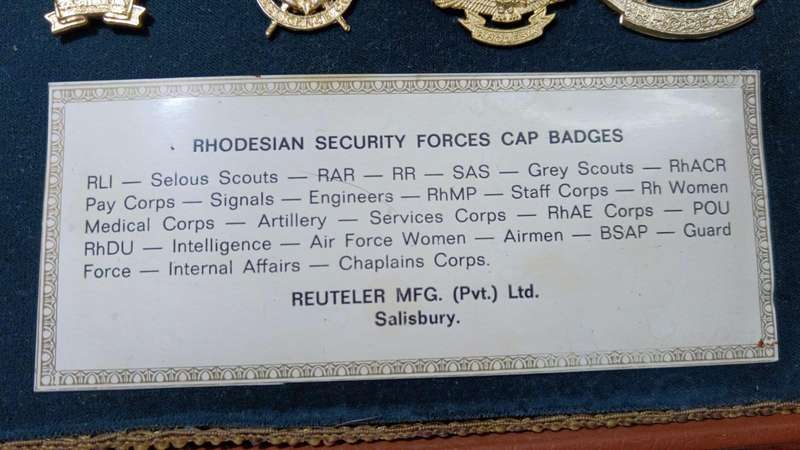 RHODESIAN SECURITY FORCES CAP BADGES
RLI — Selous Scouts — RAR — RR — SAS — Grey Scouts — RhACR
Pay Corps — Signals — Engineers — RhMP — Staff Corps — Rh Women
Medical Corps — Artillery — Services Corps — RhAE Corps — POU
RhDU — Intelligence — Air Force Women — Airmen — BSAP — Guard
Force — Internal Affairs — Chaplains Corps.
REUTELER MFG. (Pvt.) Ltd.
Salisbury.